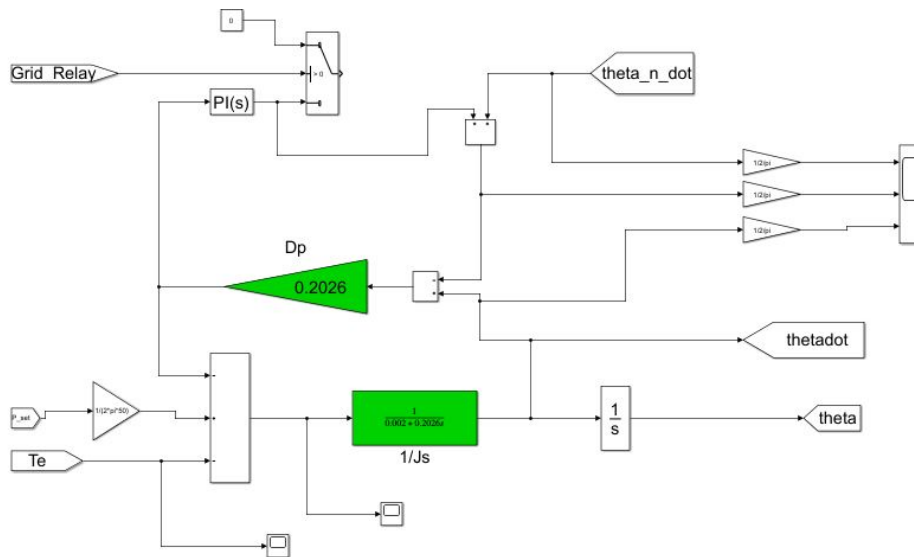 0
Grid_Relay
> 0
PI(s)
theta_n_dot
1/2/pi
1/2/pi
1/2/pi
Dp
0.2026
thetadot
P_set
1/(2*pi*50)
1
0.002 + 0.2026s
1/Js
1
s
theta
Te